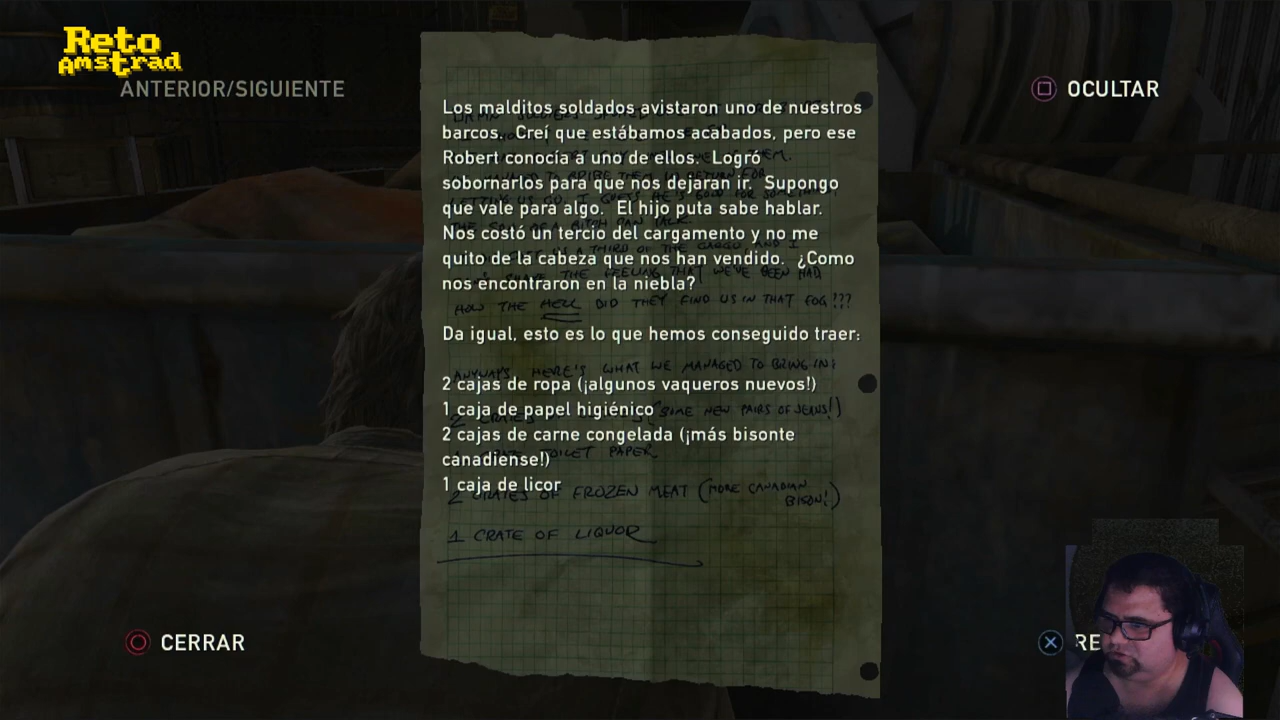 Reto
Amstrad
ANTERIOR/SIGUIENTE
OCULTAR
Los malditos soldados avistaron uno de nuestros
barcos. Creí que estábamos acabados, pero ese
Robert conocía a uno de ellos. Logró
sobornarlos para que nos dejaran ir. Supongo
que vale para algo. El hijo puta sabe hablar.
Nos costó un tercio del cargamento y no me
quito de la cabeza que nos han vendido. ¿Como
nos encontraron en la niebla?
HOW THE HELL DID THEY FIND US IN THAT FOG???
Da igual, esto es lo que hemos conseguido traer:
ANYWAYS, HERE'S WHAT WE MANAGED TO BRING IN:
2 cajas de ropa (¡algunos vaqueros nuevos!)
1 caja de papel higiénico
(SOME NEW PAIRS OF JEANS!)
2 cajas de carne congelada (¡más bisonte
canadiense!)
TOILET PAPER
1 caja de licor
2 CRATES OF FROZEN MEAT (MORE CANADIAN
BISON!)
1 CRATE OF LIQUOR
CERRAR
RE